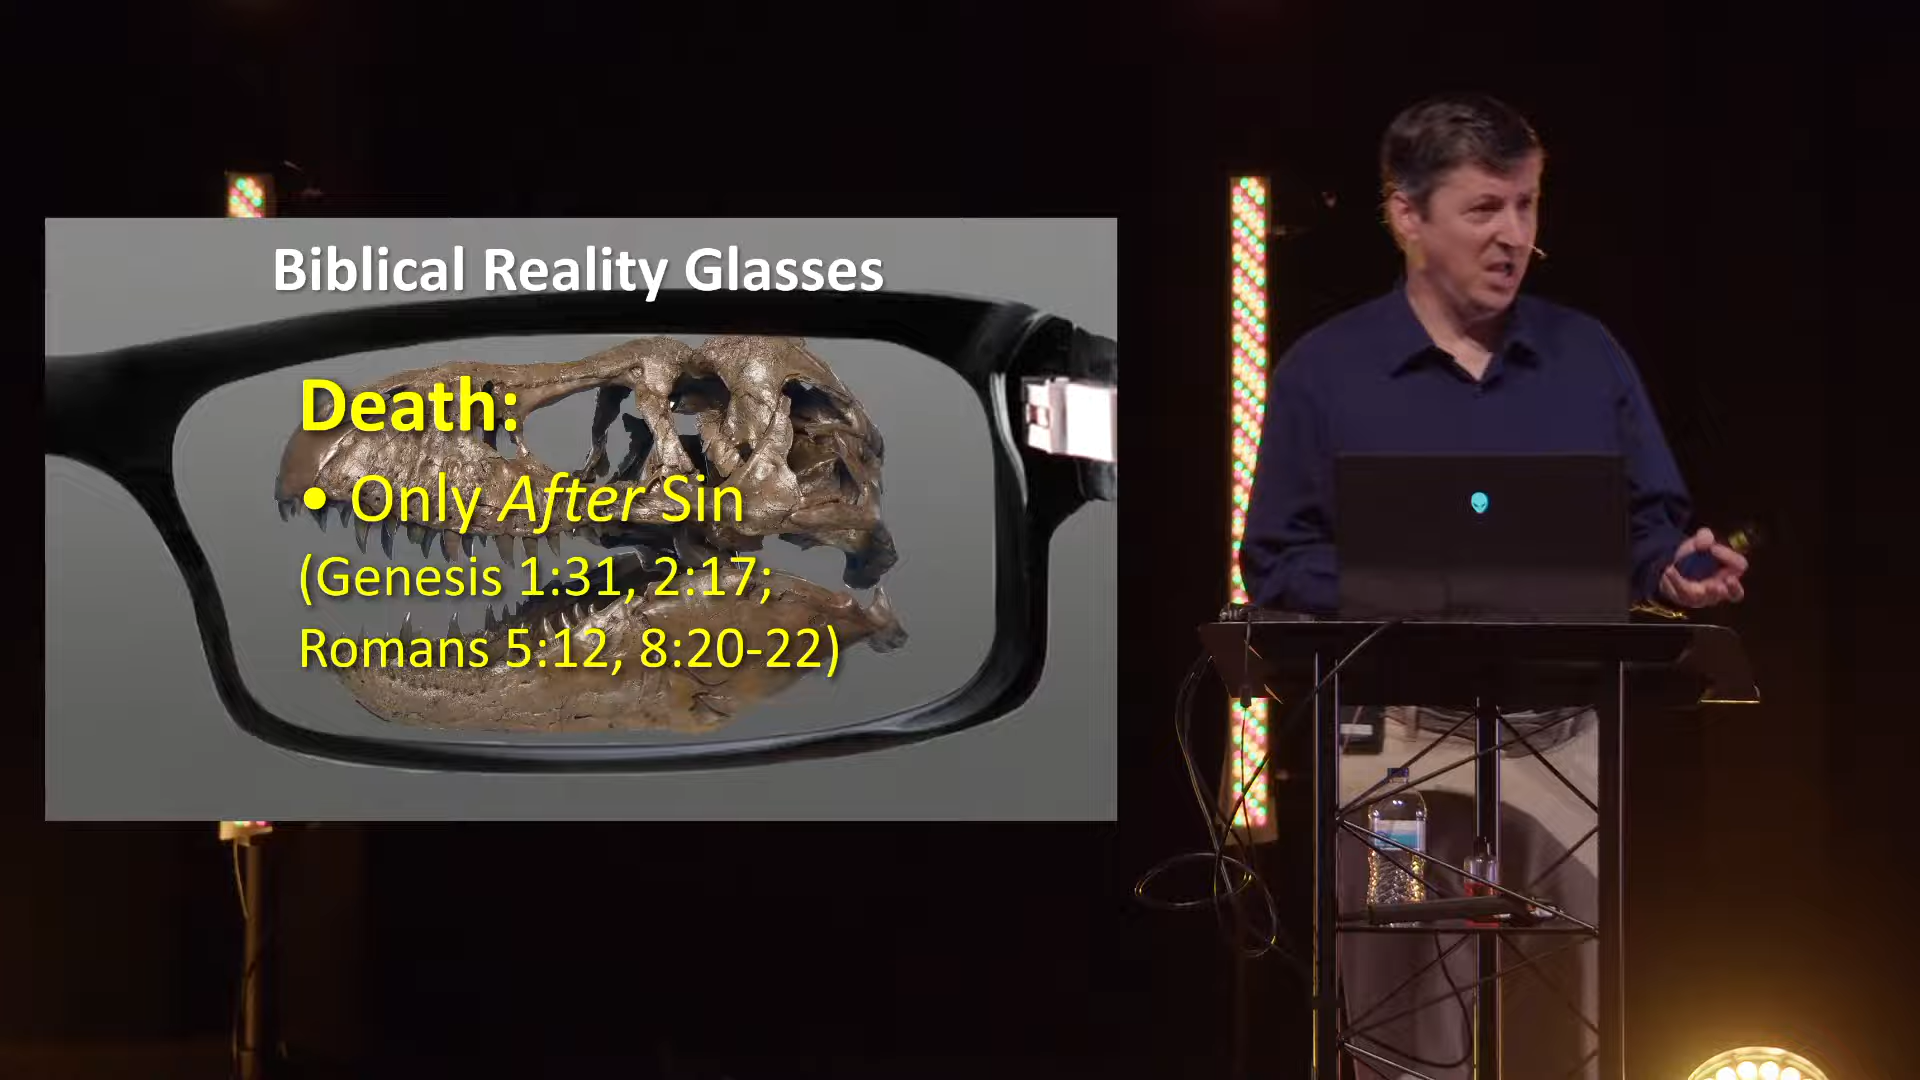 Biblical Reality Glasses
Death:
• Only After Sin
(Genesis 1:31, 2:17;
Romans 5:12, 8:20-22)